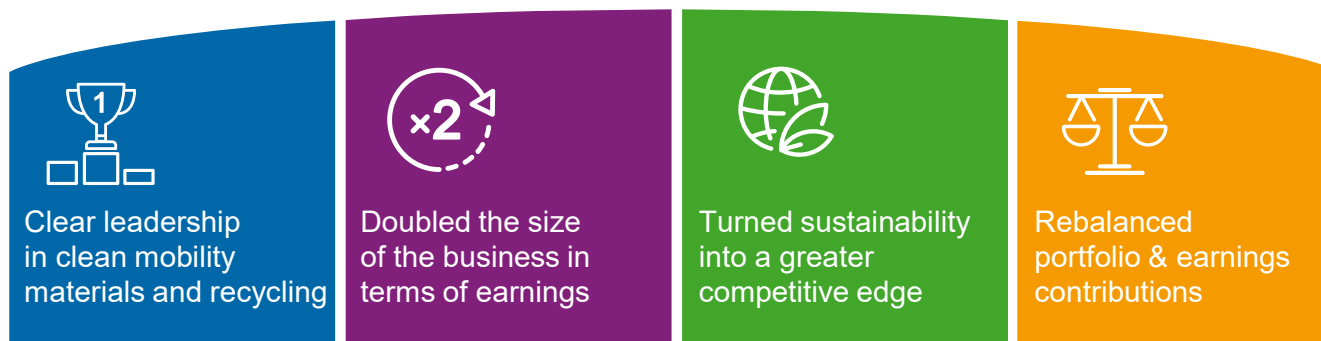 1
Clear leadership
in clean mobility
materials and recycling
×2
Doubled the size
of the business in
terms of earnings
Turned sustainability
into a greater
competitive edge
Rebalanced
portfolio & earnings
contributions